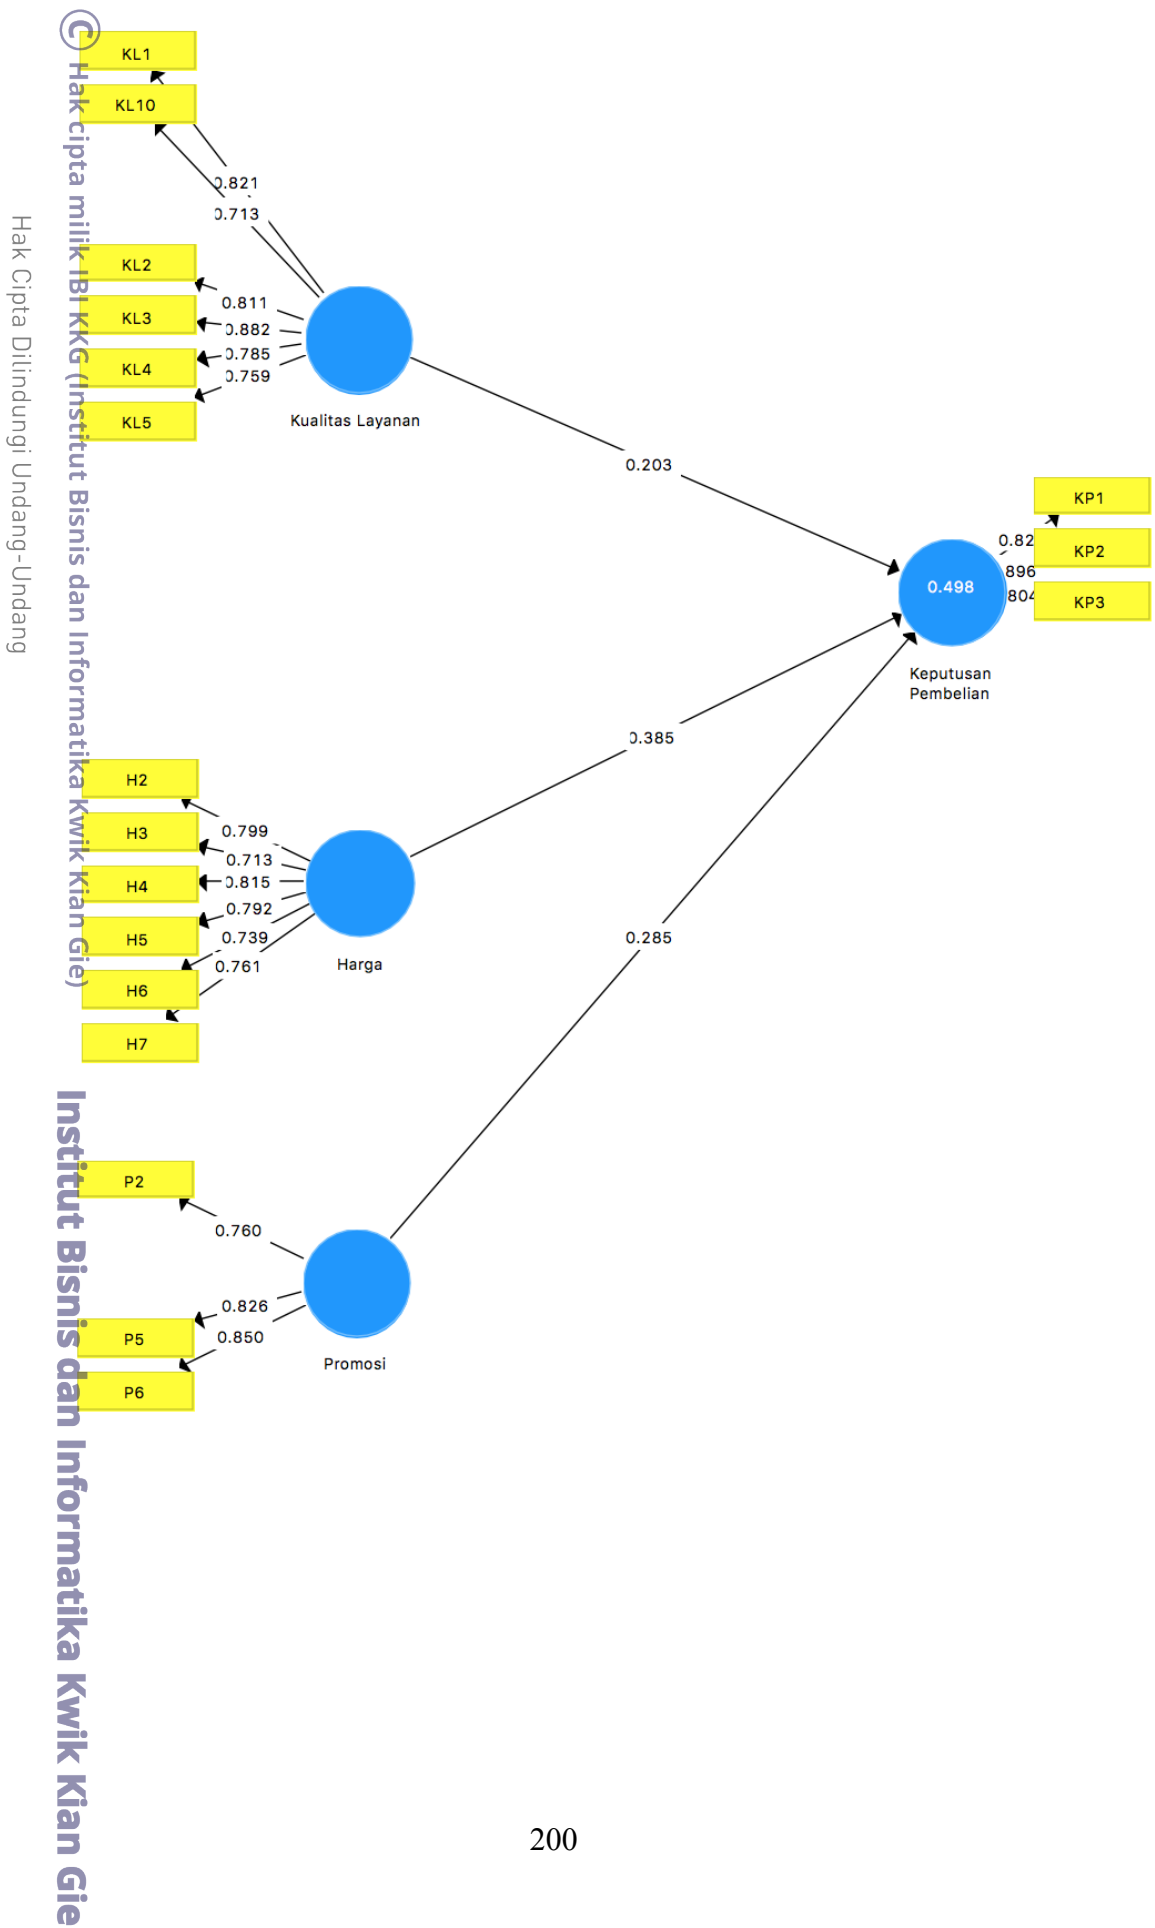 © Hak cipta milik IBI KKG (Institut Bisnis dan Informatika Kwik Kian Gie)
Hak Cipta Dilindungi Undang-Undang
Institut Bisnis dan Informatika Kwik Kian Gie
KL1
KL10
0.821
0.713
KL2
KL3
KL4
KL5
0.811
0.882
0.785
0.759
Kualitas Layanan
0.203
KP1
KP2
KP3
0.82
896
804
0.498
Keputusan
Pembelian
0.385
H2
H3
H4
H5
H6
H7
0.799
0.713
0.815
0.792
0.739
0.761
Harga
0.285
P2
0.760
P5
P6
0.826
0.850
Promosi
200